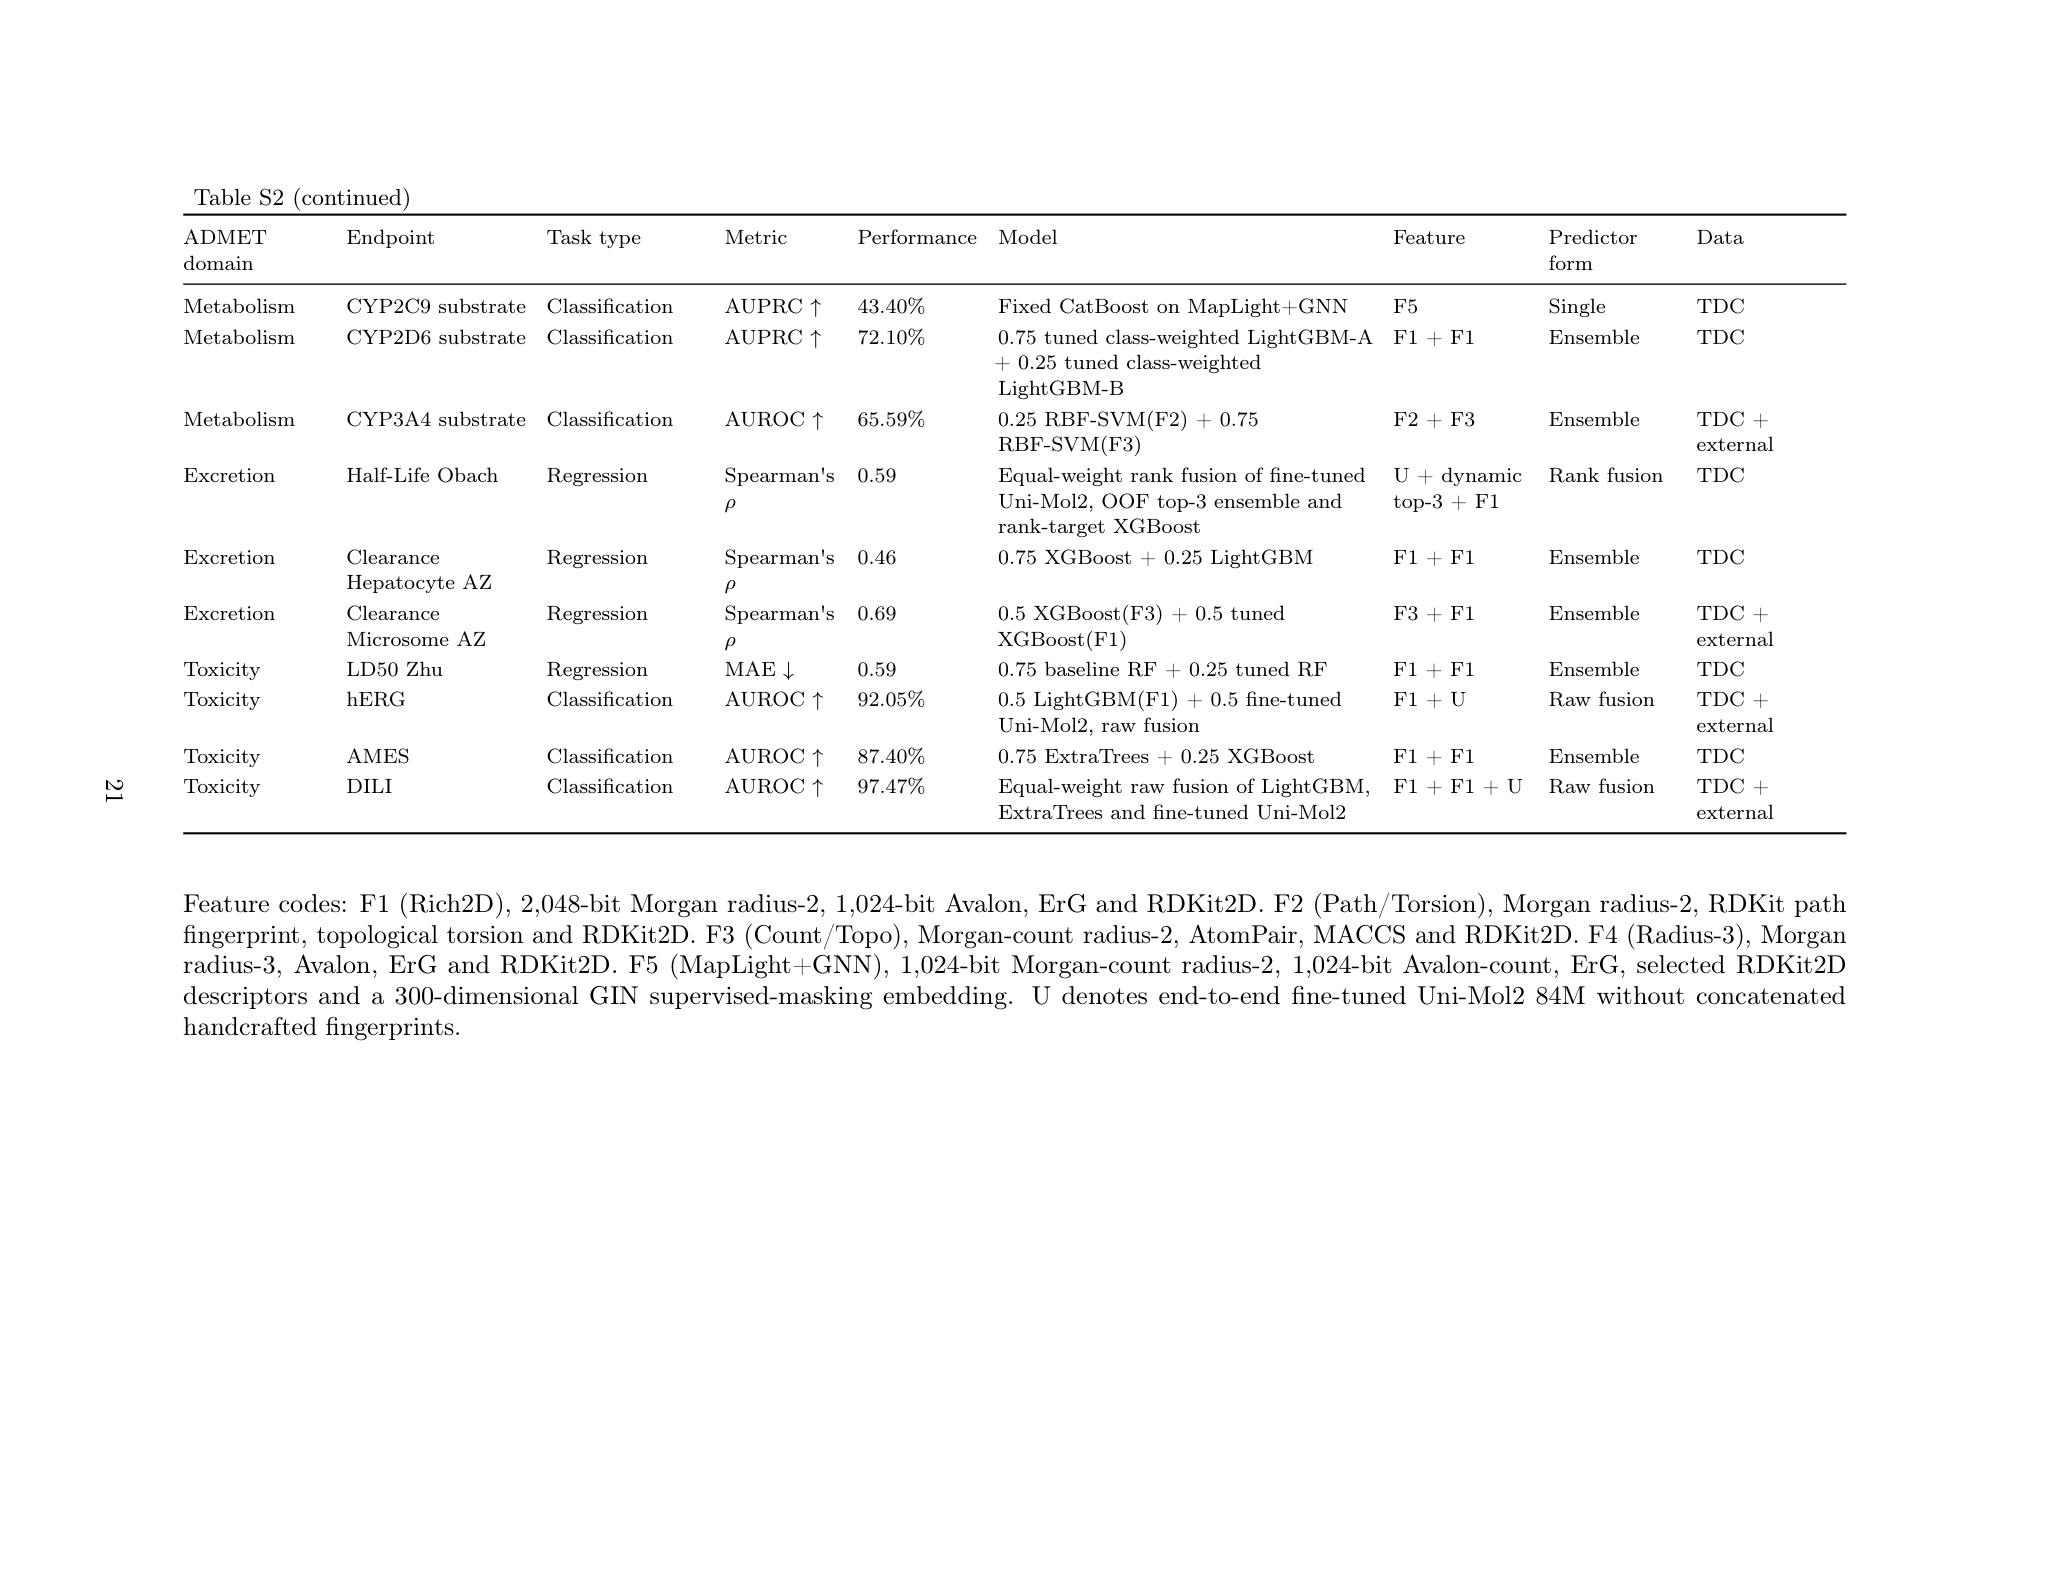 Table S2 (continued)
ADMET domain Endpoint Task type Metric Performance Model Feature Predictor form Data
Metabolism CYP2C9 substrate Classification AUPRC ↑ 43.40% Fixed CatBoost on MapLight+GNN F5 Single TDC
Metabolism CYP2D6 substrate Classification AUPRC ↑ 72.10% 0.75 tuned class-weighted LightGBM-A F1 + F1 Ensemble TDC
+ 0.25 tuned class-weighted
LightGBM-B
Metabolism CYP3A4 substrate Classification AUROC ↑ 65.59% 0.25 RBF-SVM(F2) + 0.75 F2 + F3 Ensemble TDC +
RBF-SVM(F3) external
Excretion Half-Life Obach Regression Spearman's 0.59 Equal-weight rank fusion of fine-tuned U + dynamic Rank fusion TDC
ρ Uni-Mol2, OOF top-3 ensemble and top-3 + F1
rank-target XGBoost
Excretion Clearance Regression Spearman's 0.46 0.75 XGBoost + 0.25 LightGBM F1 + F1 Ensemble TDC
Hepatocyte AZ ρ
Excretion Clearance Regression Spearman's 0.69 0.5 XGBoost(F3) + 0.5 tuned F3 + F1 Ensemble TDC +
Microsome AZ ρ XGBoost(F1) external
Toxicity LD50 Zhu Regression MAE ↓ 0.59 0.75 baseline RF + 0.25 tuned RF F1 + F1 Ensemble TDC
Toxicity hERG Classification AUROC ↑ 92.05% 0.5 LightGBM(F1) + 0.5 fine-tuned F1 + U Raw fusion TDC +
Uni-Mol2, raw fusion external
Toxicity AMES Classification AUROC ↑ 87.40% 0.75 ExtraTrees + 0.25 XGBoost F1 + F1 Ensemble TDC
Toxicity DILI Classification AUROC ↑ 97.47% Equal-weight raw fusion of LightGBM, F1 + F1 + U Raw fusion TDC +
ExtraTrees and fine-tuned Uni-Mol2 external
Feature codes: F1 (Rich2D), 2,048-bit Morgan radius-2, 1,024-bit Avalon, ErG and RDKit2D. F2 (Path/Torsion), Morgan radius-2, RDKit path
fingerprint, topological torsion and RDKit2D. F3 (Count/Topo), Morgan-count radius-2, AtomPair, MACCS and RDKit2D. F4 (Radius-3), Morgan
radius-3, Avalon, ErG and RDKit2D. F5 (MapLight+GNN), 1,024-bit Morgan-count radius-2, 1,024-bit Avalon-count, ErG, selected RDKit2D
descriptors and a 300-dimensional GIN supervised-masking embedding. U denotes end-to-end fine-tuned Uni-Mol2 84M without concatenated
handcrafted fingerprints.
21